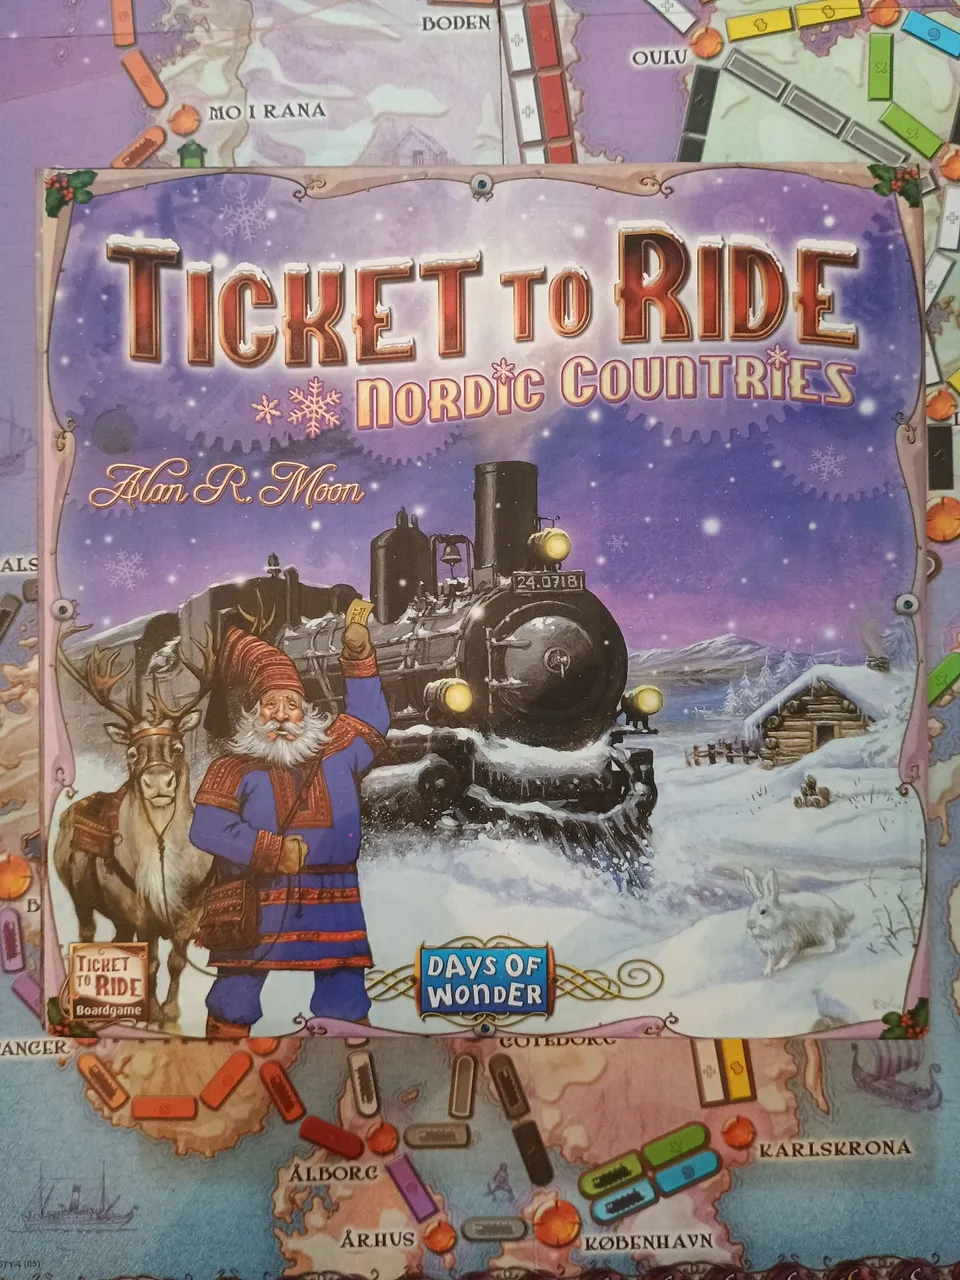 BODEN
OULU
MO I RANA
TICKET TO RIDE
NORDIC COUNTRIES
Alan R. Moon
24.0718
TICKET
TO RIDE
Boardgame
DAYS OF
WONDER
GÖTEBORG
KARLSKRONA
ÅLBORG
ÅRHUS
KØBENHAVN